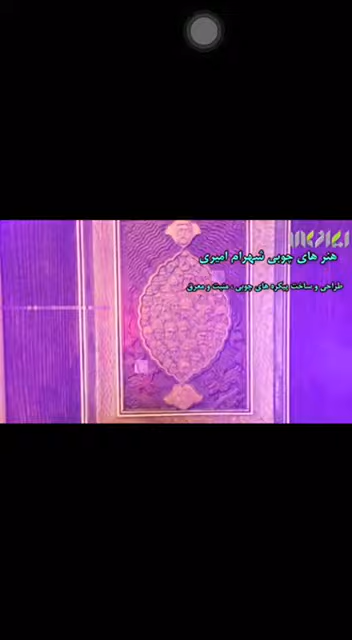 هنر های چوبی شهرام امیری
طراحی و ساخت پیکره های چوبی ، منبت و معرق